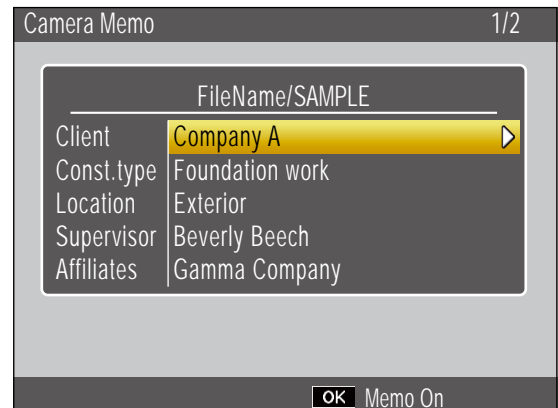 Camera Memo 1/2
FileName/SAMPLE
Client Company A
Const.type Foundation work
Location Exterior
Supervisor Beverly Beech
Affiliates Gamma Company
OK Memo On